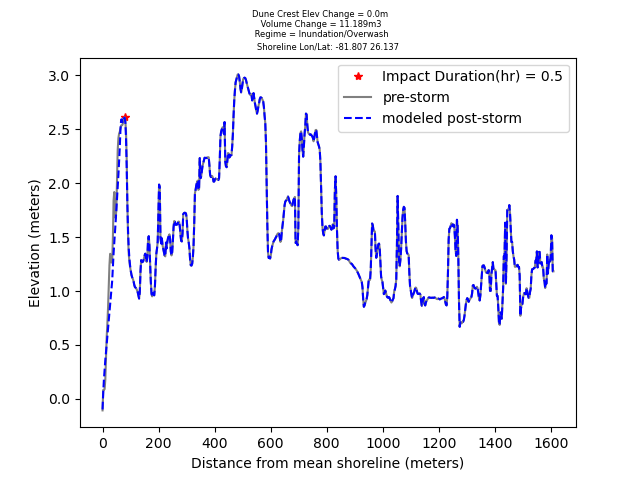 Dune Crest Elev Change = 0.0m
Volume Change = 11.189m3
Regime = Inundation/Overwash
Shoreline Lon/Lat: -81.807 26.137
Impact Duration(hr) = 0.5
pre-storm
modeled post-storm
3.0
2.5
2.0
1.5
1.0
0.5
0.0
Elevation (meters)
0 200 400 600 800 1000 1200 1400 1600
Distance from mean shoreline (meters)